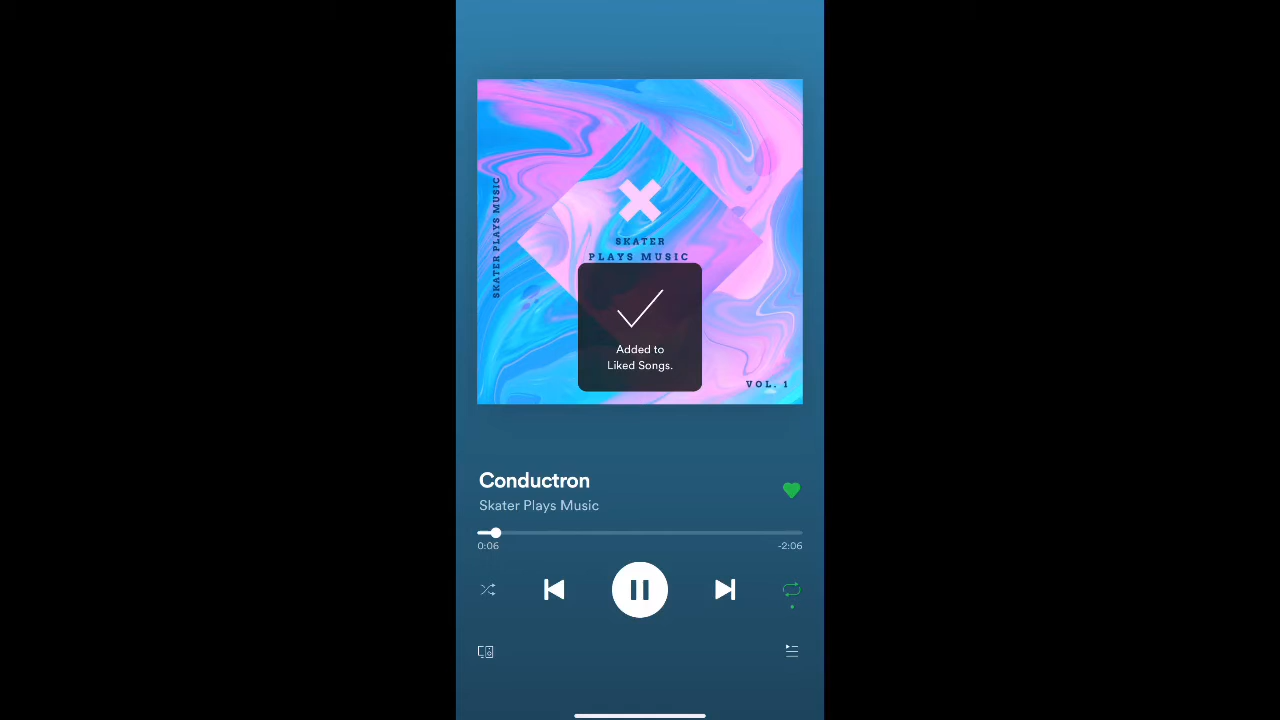 SKATER PLAYS MUSIC
SKATER
PLAYS MUSIC
Added to
Liked Songs.
VOL. 1
Conductron
Skater Plays Music
0:06
-2:06